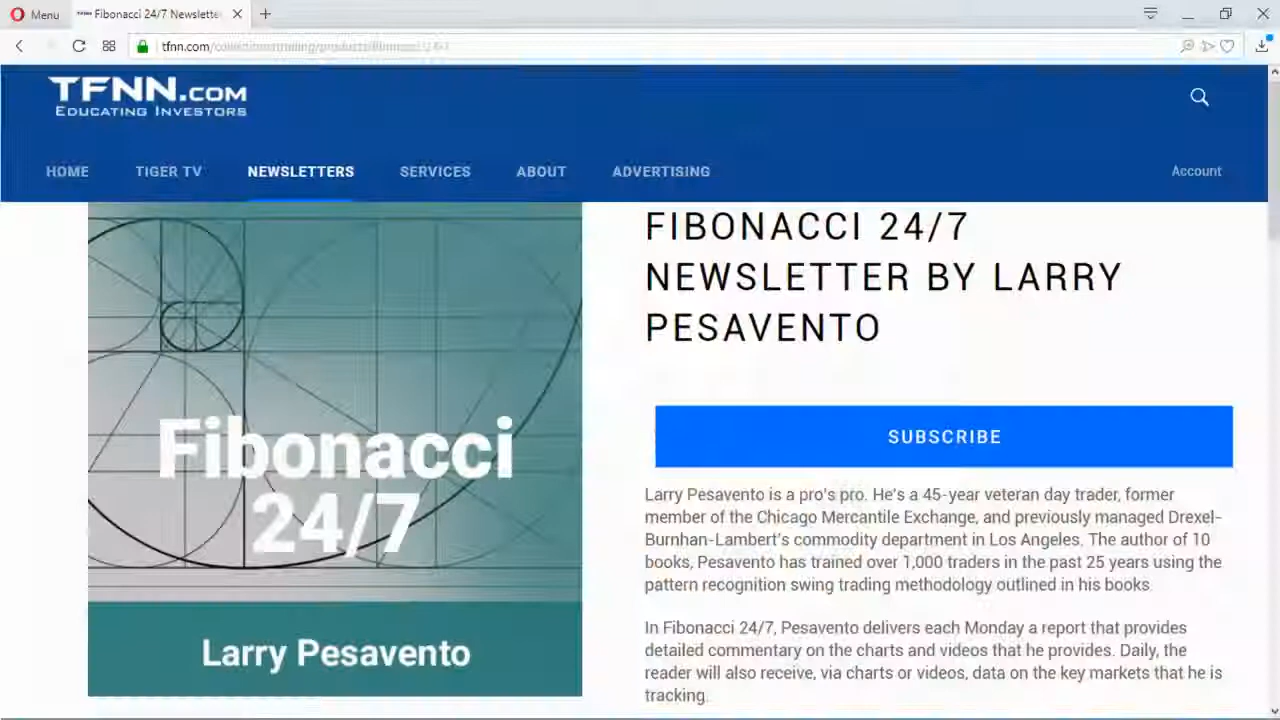 Menu
Fibonacci 24/7 Newslette
tfnn.com/
TFNN.COM
EDUCATING INVESTORS
HOME TIGER TV NEWSLETTERS SERVICES ABOUT ADVERTISING Account
FIBONACCI 24/7
NEWSLETTER BY LARRY
PESAVENTO
Fibonacci
24/7
Larry Pesavento
SUBSCRIBE
Larry Pesavento is a pro's pro. He's a 45-year veteran day trader, former
member of the Chicago Mercantile Exchange, and previously managed Drexel-
Burnhan-Lambert's commodity department in Los Angeles. The author of 10
books, Pesavento has trained over 1,000 traders in the past 25 years using the
pattern recognition swing trading methodology outlined in his books.
In Fibonacci 24/7, Pesavento delivers each Monday a report that provides
detailed commentary on the charts and videos that he provides. Daily, the
reader will also receive, via charts or videos, data on the key markets that he is
tracking.